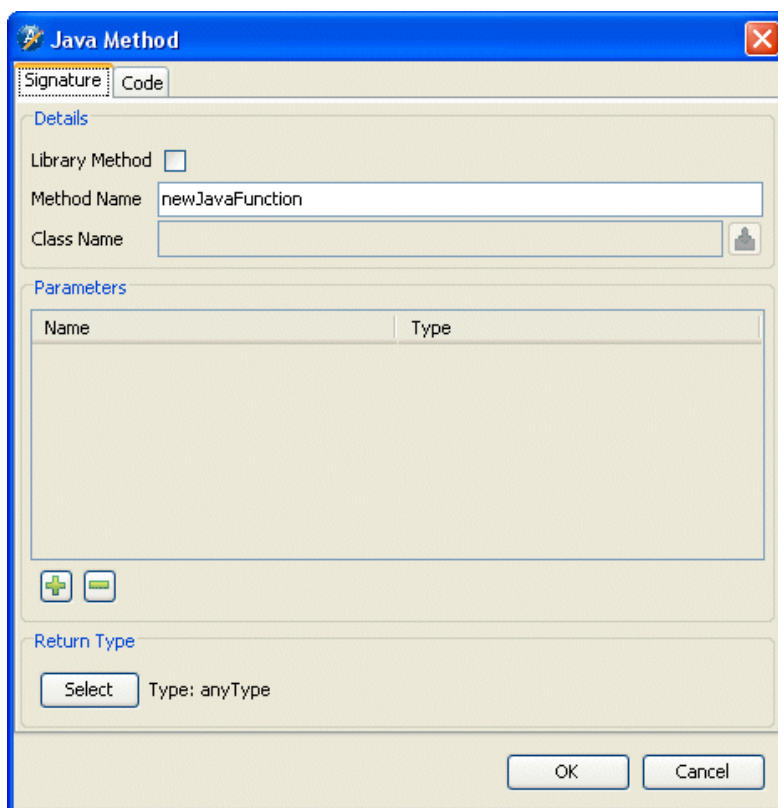 Java Method
Signature Code
Details
Library Method
Method Name newJavaFunction
Class Name
Parameters
Name Type
Return Type
Select Type: anyType
OK Cancel